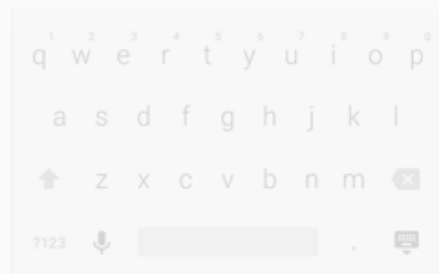 1 2 3 4 5 6 7 8 9 0
q w e r t y u i o p
a s d f g h j k l
z x c v b n m
?123 .